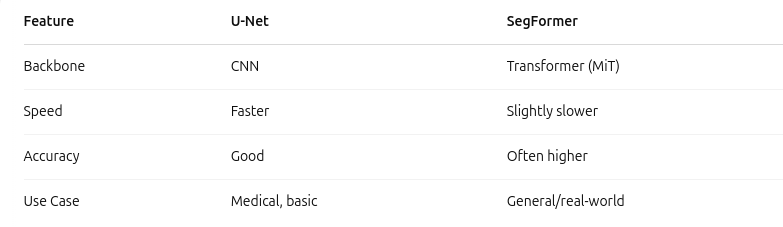 Feature U-Net SegFormer
Backbone CNN Transformer (MiT)
Speed Faster Slightly slower
Accuracy Good Often higher
Use Case Medical, basic General/real-world